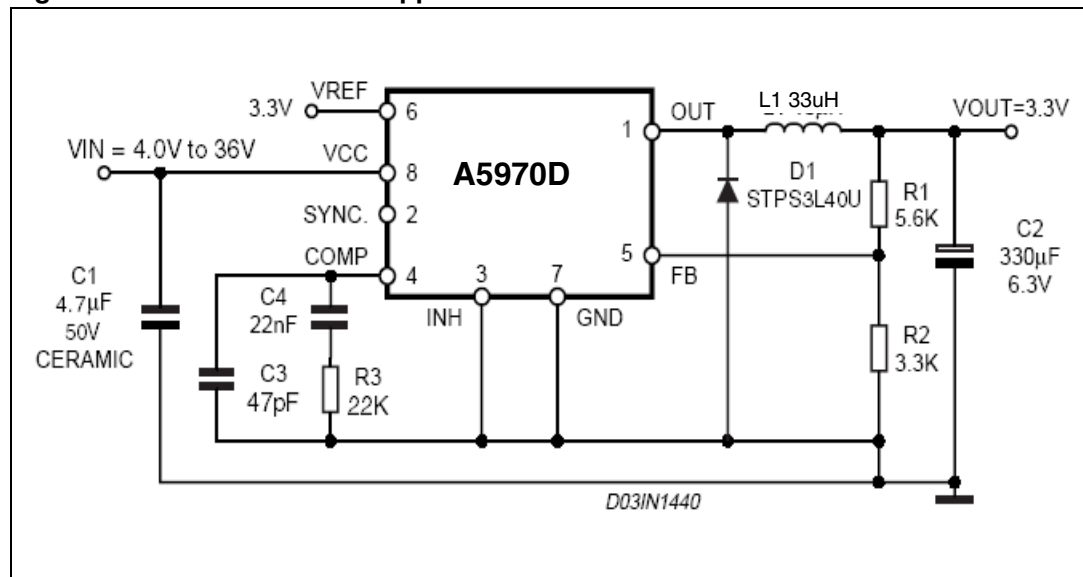 VREF
3.3V
6
OUT
L1 33uH
VOUT=3.3V
1
VIN = 4.0V to 36V
VCC
8
A5970D
D1
STPS3L40U
R1
5.6K
SYNC.
2
COMP
4
3
7
5
FB
C2
330µF
6.3V
C1
4.7µF
50V
CERAMIC
C4
22nF
INH
GND
R2
3.3K
C3
47pF
R3
22K
D03IN1440